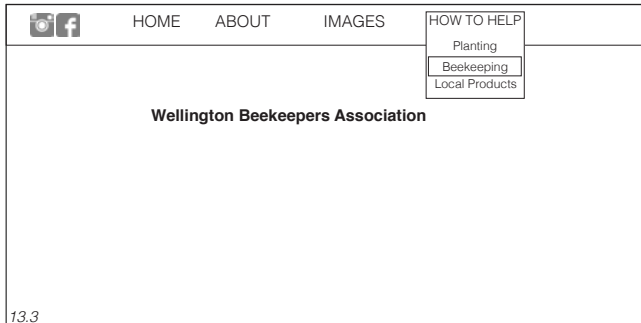 HOME ABOUT IMAGES HOW TO HELP
Planting
Beekeeping
Local Products
Wellington Beekeepers Association
13.3